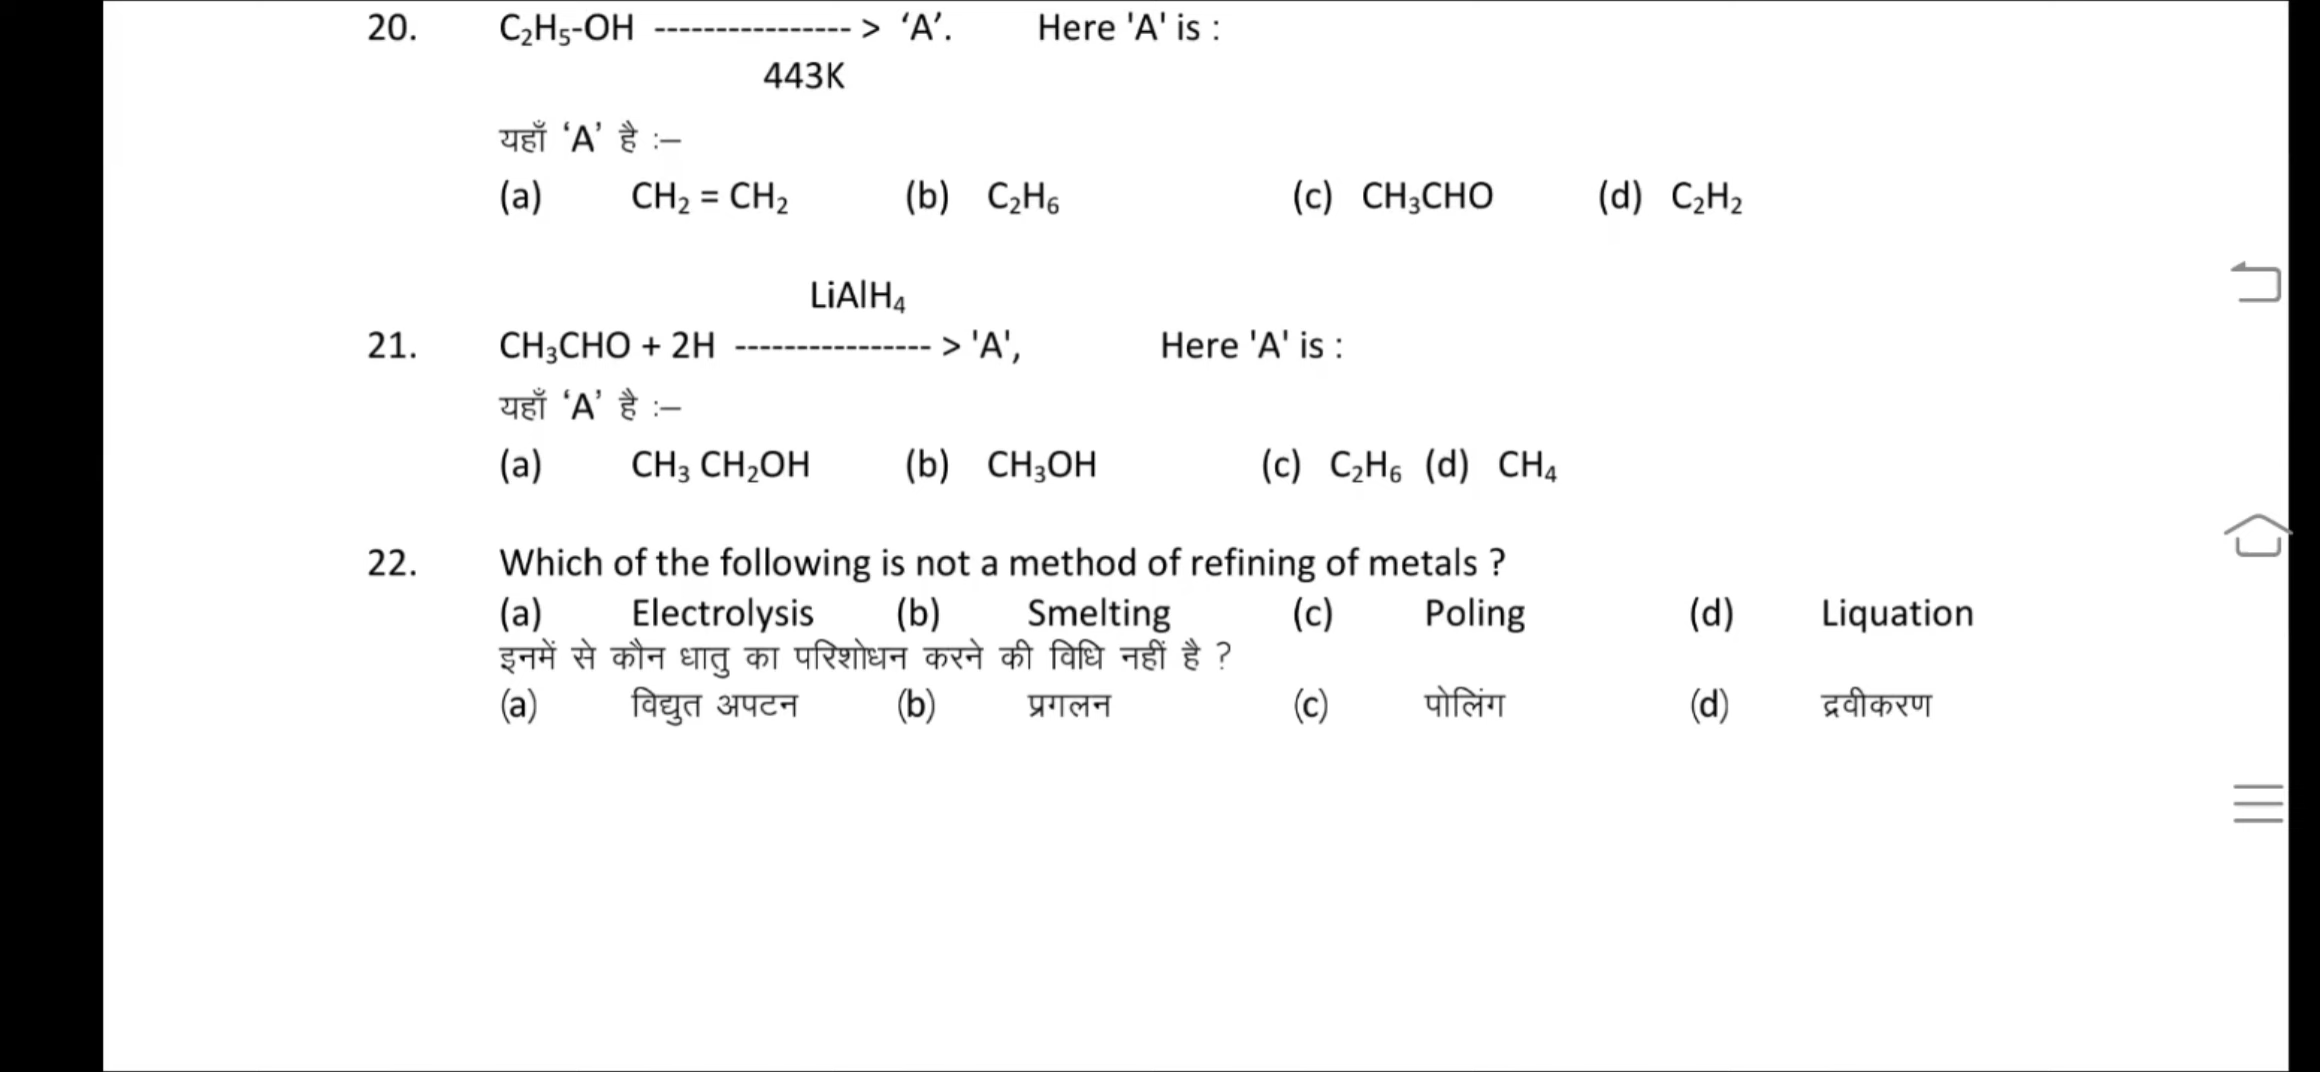 20. C₂H₅-OH ----------------> 'A'. Here 'A' is :
443K
यहाँ 'A' है :–
(a) CH₂ = CH₂ (b) C₂H₆ (c) CH₃CHO (d) C₂H₂
LiAlH₄
21. CH₃CHO + 2H ----------------> 'A', Here 'A' is :
यहाँ 'A' है :–
(a) CH₃ CH₂OH (b) CH₃OH (c) C₂H₆ (d) CH₄
22. Which of the following is not a method of refining of metals ?
(a) Electrolysis (b) Smelting (c) Poling (d) Liquation
इनमें से कौन धातु का परिशोधन करने की विधि नहीं है ?
(a) विद्युत अपटन (b) प्रगलन (c) पोलिंग (d) द्रवीकरण